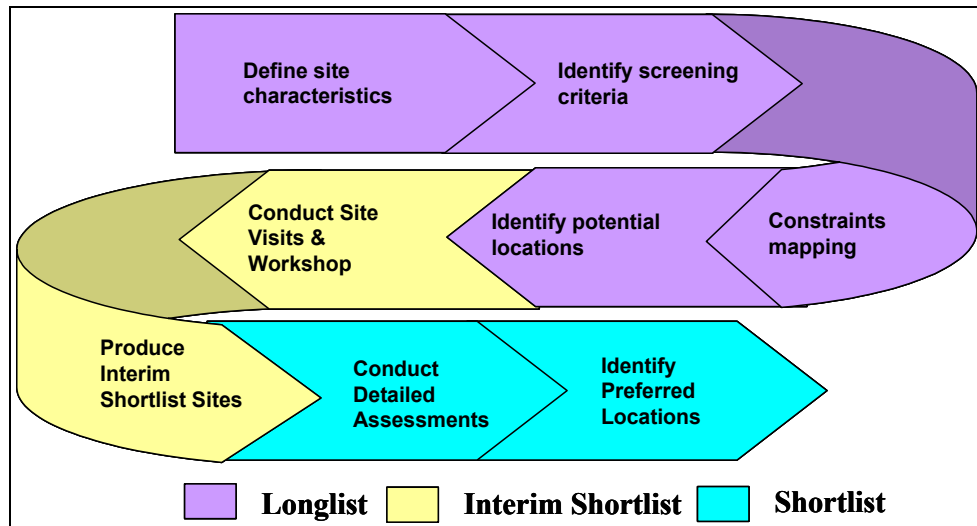 Define site
characteristics
Identify screening
criteria
Constraints
mapping
Identify potential
locations
Conduct Site
Visits &
Workshop
Produce
Interim
Shortlist Sites
Conduct
Detailed
Assessments
Identify
Preferred
Locations
Longlist
Interim Shortlist
Shortlist